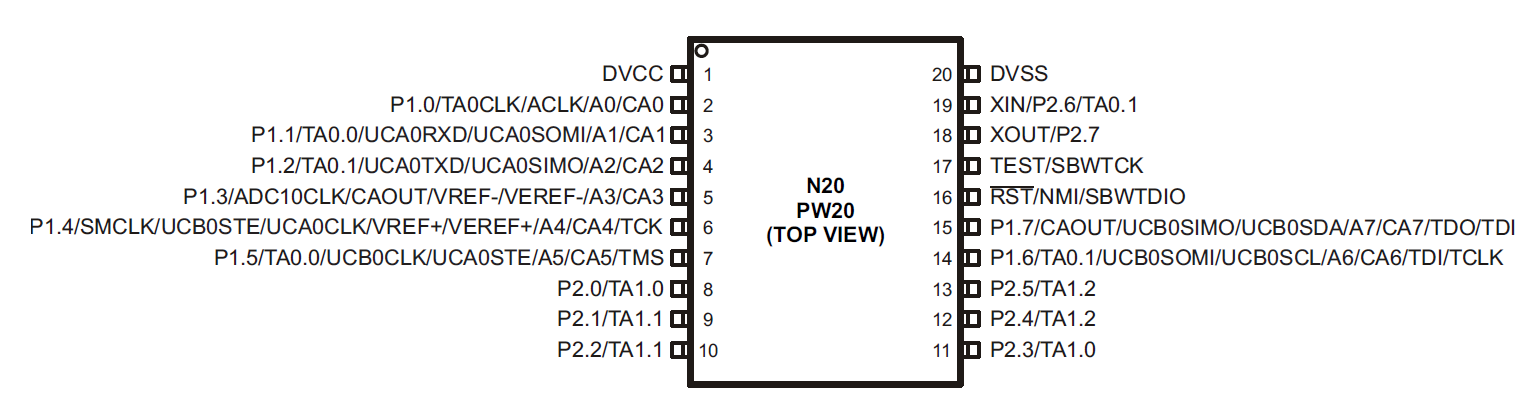 DVCC 1 20 DVSS
P1.0/TA0CLK/ACLK/A0/CA0 2 19 XIN/P2.6/TA0.1
P1.1/TA0.0/UCA0RXD/UCA0SOMI/A1/CA1 3 18 XOUT/P2.7
P1.2/TA0.1/UCA0TXD/UCA0SIMO/A2/CA2 4 17 TEST/SBWTCK
P1.3/ADC10CLK/CAOUT/VREF-/VEREF-/A3/CA3 5 N20 16 RST/NMI/SBWTDIO
P1.4/SMCLK/UCB0STE/UCA0CLK/VREF+/VEREF+/A4/CA4/TCK 6 PW20 15 P1.7/CAOUT/UCB0SIMO/UCB0SDA/A7/CA7/TDO/TDI
P1.5/TA0.0/UCB0CLK/UCA0STE/A5/CA5/TMS 7 (TOP VIEW) 14 P1.6/TA0.1/UCB0SOMI/UCB0SCL/A6/CA6/TDI/TCLK
P2.0/TA1.0 8 13 P2.5/TA1.2
P2.1/TA1.1 9 12 P2.4/TA1.2
P2.2/TA1.1 10 11 P2.3/TA1.0